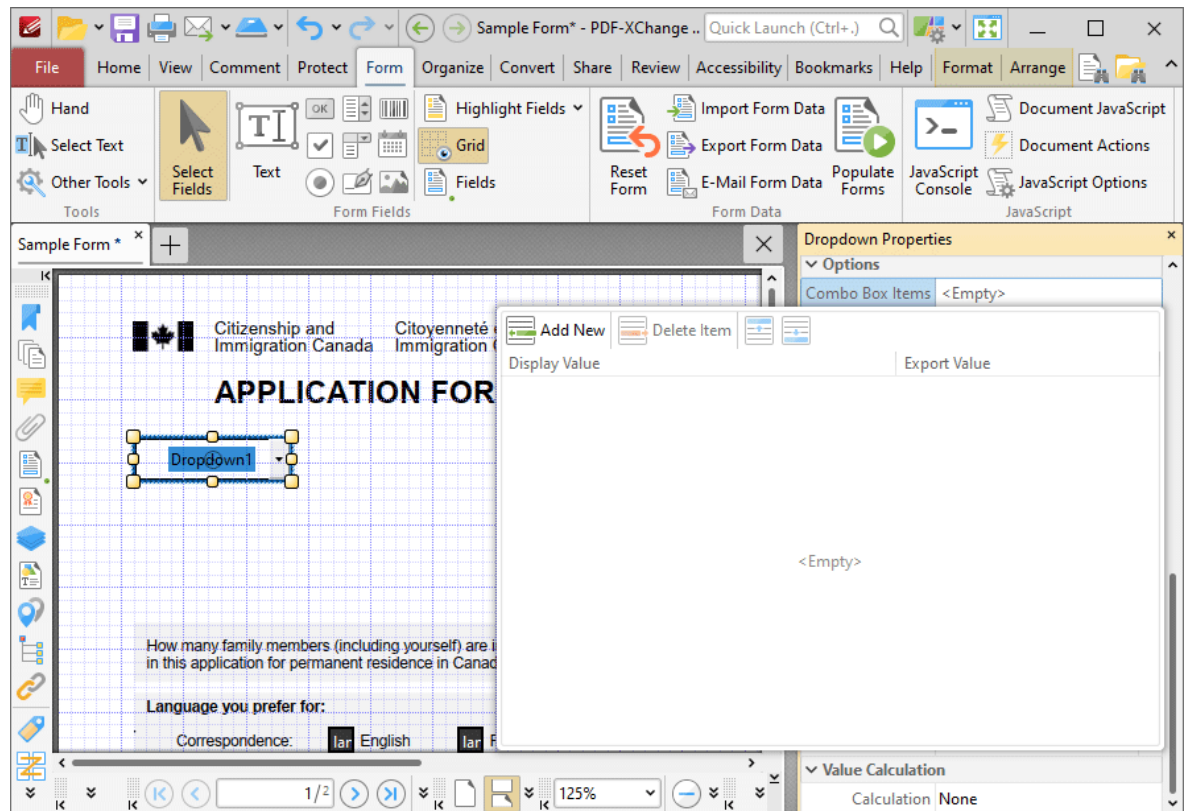 Sample Form* - PDF-XChange ..
Quick Launch (Ctrl+.)
File Home View Comment Protect Form Organize Convert Share Review Accessibility Bookmarks Help Format Arrange
Hand
Select Text
Other Tools
Tools
Select Fields
Text
OK
Highlight Fields
Grid
Fields
Form Fields
Reset Form
Import Form Data
Export Form Data
E-Mail Form Data
Populate Forms
Form Data
JavaScript Console
Document JavaScript
Document Actions
JavaScript Options
JavaScript
Sample Form *
Dropdown Properties
Options
Combo Box Items <Empty>
Citizenship and
Immigration Canada
Citoyenneté
Immigration
APPLICATION FOR
Dropdown1
Add New Delete Item
Display Value Export Value
<Empty>
How many family members (including yourself) are
in this application for permanent residence in
Language you prefer for:
Correspondence: lar English lar
1/2
125%
Value Calculation
Calculation None